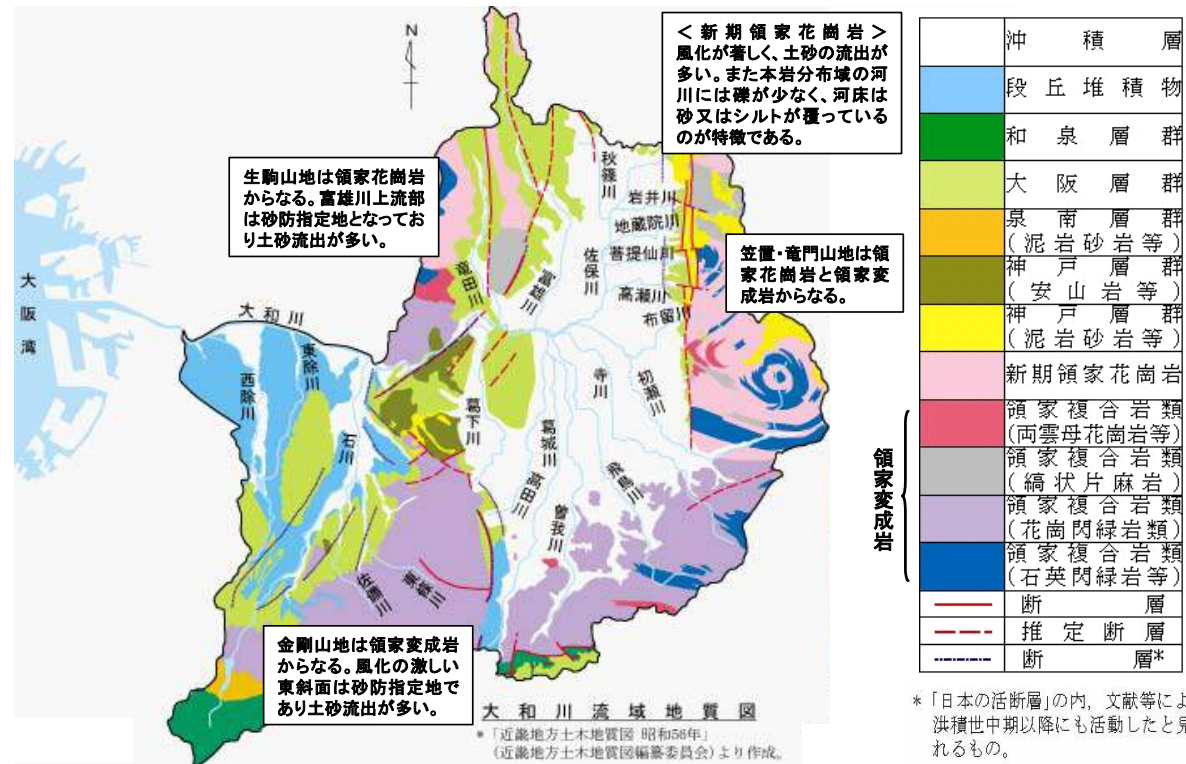 N
<新期領家花崗岩>
風化が著しく、土砂の流出が
多い。また本岩分布域の河
川には礫が少なく、河床は
砂又はシルトが覆っている
のが特徴である。
生駒山地は領家花崗岩
からなる。富雄川上流部
は砂防指定地となってお
り土砂流出が多い。
笠置・竜門山地は領
家花崗岩と領家変
成岩からなる。
秋篠川
岩井川
地蔵院川
菩提仙川
佐保川
高瀬川
布留川
竜田川
富雄川
大阪湾
大和川
東除川
西除川
石川
葛下川
寺川
初瀬川
葛城川
高田川
飛鳥川
曽我川
佐備川
東條川
金剛山地は領家変成岩
からなる。風化の激しい
東斜面は砂防指定地で
あり土砂流出が多い。
大和川流域地質図
*「近畿地方土木地質図 昭和56年」
(近畿地方土木地質図編纂委員会)より作成。
沖積層
段丘堆積物
和泉層群
大阪層群
泉南層群
(泥岩砂岩等)
神戸層群
(安山岩等)
神戸層群
(泥岩砂岩等)
新期領家花崗岩
領家複合岩類
(両雲母花崗岩等)
領家複合岩類
(縞状片麻岩)
領家複合岩類
(花崗閃緑岩類)
領家複合岩類
(石英閃緑岩等)
領家変成岩
断層
推定断層
断層*
*「日本の活断層」の内,文献等によ
洪積世中期以降にも活動したと見
れるもの。